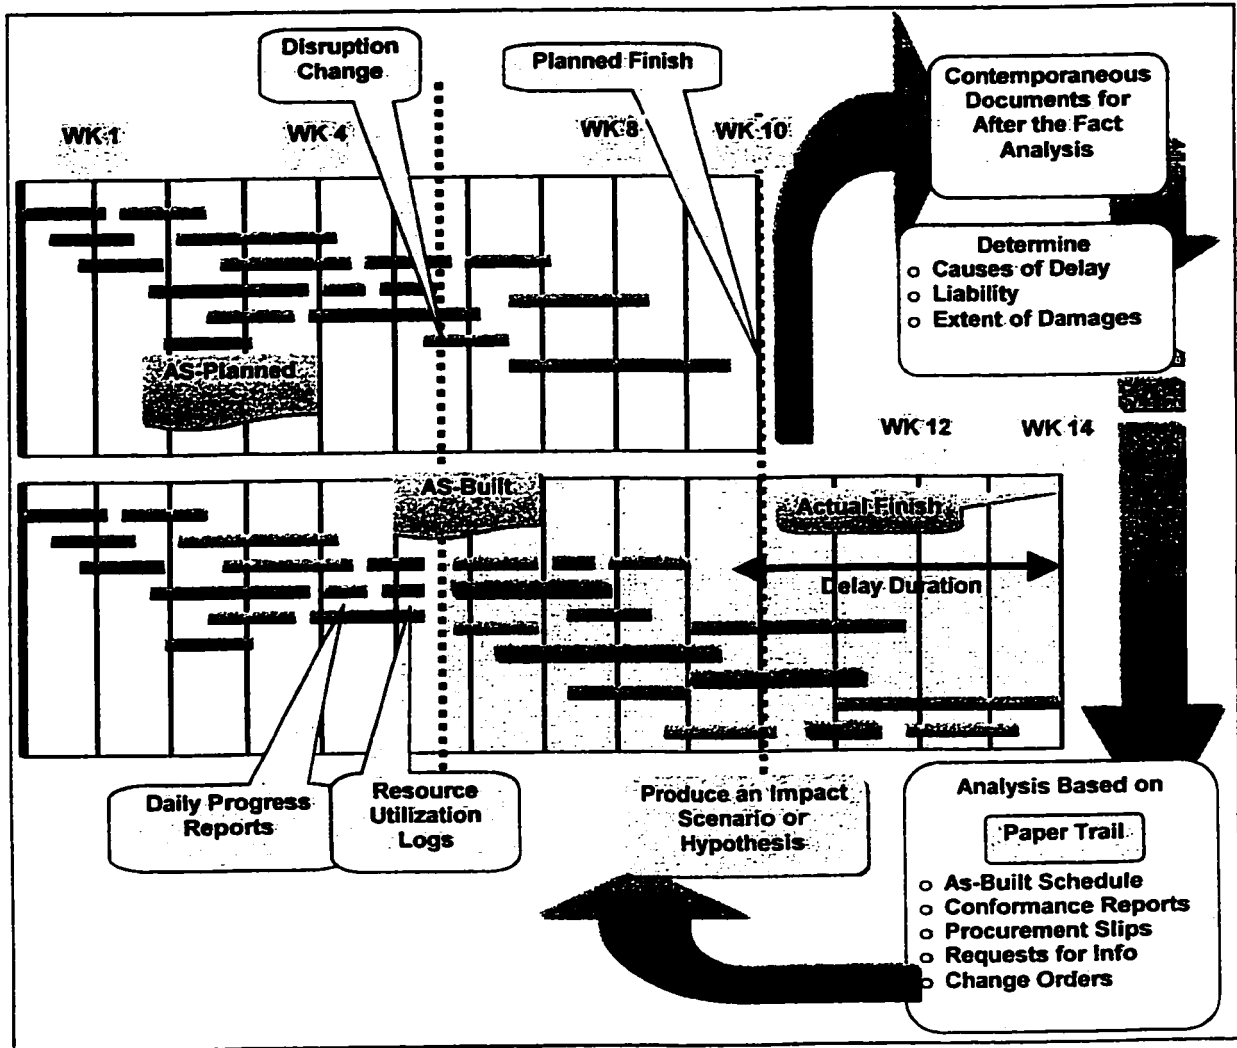 Disruption
Change
Planned Finish
Contemporaneous
Documents for
After the Fact
Analysis
WK 1
WK 4
WK 8
WK 10
Determine
o Causes of Delay
o Liability
o Extent of Damages
AS-Planned
WK 12
WK 14
AS-Built
Actual Finish
Delay Duration
Daily Progress
Reports
Resource
Utilization
Logs
Produce an Impact
Scenario or
Hypothesis
Analysis Based on
Paper Trail
o As-Built Schedule
o Conformance Reports
o Procurement Slips
o Requests for Info
o Change Orders